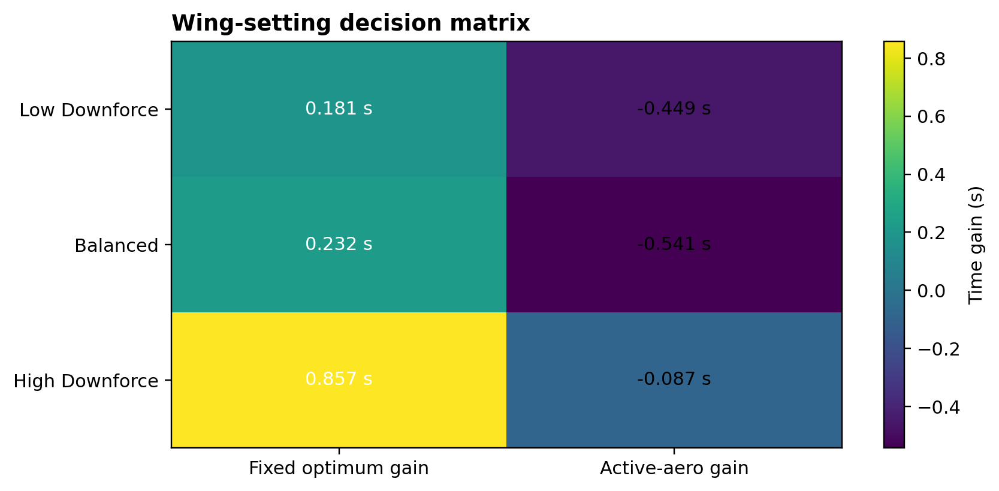 Wing-setting decision matrix
Low Downforce
0.181 s
-0.449 s
Balanced
0.232 s
-0.541 s
High Downforce
0.857 s
-0.087 s
Fixed optimum gain
Active-aero gain
0.8
0.6
0.4
0.2
0.0
−0.2
−0.4
Time gain (s)